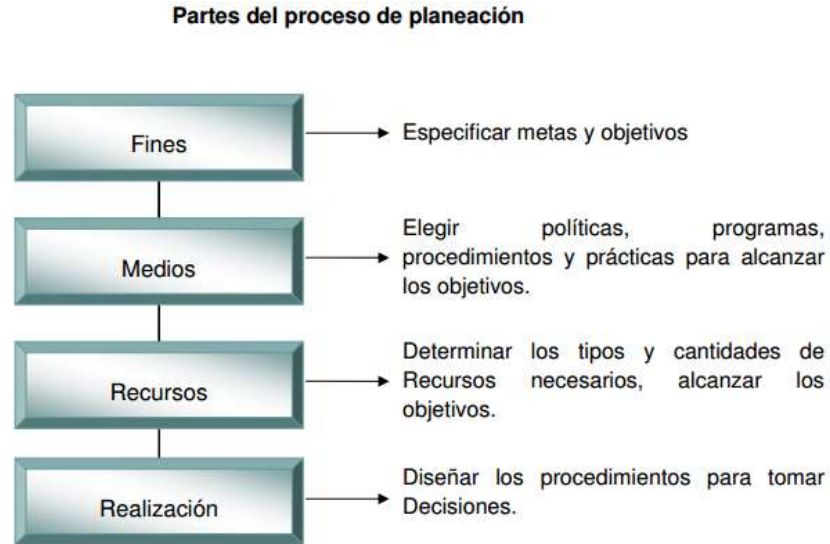 Partes del proceso de planeación
Fines
Especificar metas y objetivos
Medios
Elegir políticas, programas,
procedimientos y prácticas para alcanzar
los objetivos.
Recursos
Determinar los tipos y cantidades de
Recursos necesarios, alcanzar los
objetivos.
Realización
Diseñar los procedimientos para tomar
Decisiones.